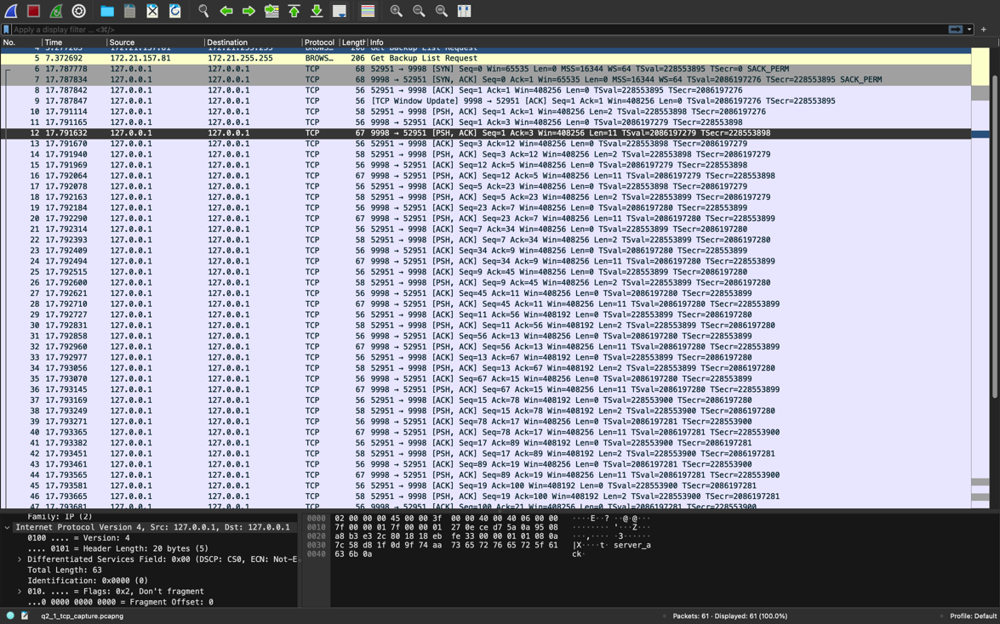 Apply a display filter ... <⌘/>
No. Time Source Destination Protocol Length Info
4 5.277285 172.21.157.81 172.21.255.255 BROWS… 206 Get Backup List Request
5 7.372692 172.21.157.81 172.21.255.255 BROWS… 206 Get Backup List Request
6 17.787778 127.0.0.1 127.0.0.1 TCP 68 52951 → 9998 [SYN] Seq=0 Win=65535 Len=0 MSS=16344 WS=64 TSval=228553895 TSecr=0 SACK_PERM
7 17.787834 127.0.0.1 127.0.0.1 TCP 68 9998 → 52951 [SYN, ACK] Seq=0 Ack=1 Win=65535 Len=0 MSS=16344 WS=64 TSval=2086197276 TSecr=228553895 SACK_PERM
8 17.787842 127.0.0.1 127.0.0.1 TCP 56 52951 → 9998 [ACK] Seq=1 Ack=1 Win=408256 Len=0 TSval=228553895 TSecr=2086197276
9 17.787847 127.0.0.1 127.0.0.1 TCP 56 [TCP Window Update] 9998 → 52951 [ACK] Seq=1 Ack=1 Win=408256 Len=0 TSval=2086197276 TSecr=228553895
10 17.791114 127.0.0.1 127.0.0.1 TCP 58 52951 → 9998 [PSH, ACK] Seq=1 Ack=1 Win=408256 Len=2 TSval=228553898 TSecr=2086197276
11 17.791165 127.0.0.1 127.0.0.1 TCP 56 9998 → 52951 [ACK] Seq=1 Ack=3 Win=408256 Len=0 TSval=2086197279 TSecr=228553898
12 17.791632 127.0.0.1 127.0.0.1 TCP 67 9998 → 52951 [PSH, ACK] Seq=1 Ack=3 Win=408256 Len=11 TSval=2086197279 TSecr=228553898
13 17.791670 127.0.0.1 127.0.0.1 TCP 56 52951 → 9998 [ACK] Seq=3 Ack=12 Win=408256 Len=0 TSval=228553898 TSecr=2086197279
14 17.791940 127.0.0.1 127.0.0.1 TCP 58 52951 → 9998 [PSH, ACK] Seq=3 Ack=12 Win=408256 Len=2 TSval=228553898 TSecr=2086197279
15 17.791969 127.0.0.1 127.0.0.1 TCP 56 9998 → 52951 [ACK] Seq=12 Ack=5 Win=408256 Len=0 TSval=2086197279 TSecr=228553898
16 17.792064 127.0.0.1 127.0.0.1 TCP 67 9998 → 52951 [PSH, ACK] Seq=12 Ack=5 Win=408256 Len=11 TSval=2086197279 TSecr=228553898
17 17.792078 127.0.0.1 127.0.0.1 TCP 56 52951 → 9998 [ACK] Seq=5 Ack=23 Win=408256 Len=0 TSval=228553898 TSecr=2086197279
18 17.792163 127.0.0.1 127.0.0.1 TCP 58 52951 → 9998 [PSH, ACK] Seq=5 Ack=23 Win=408256 Len=2 TSval=228553899 TSecr=2086197279
19 17.792184 127.0.0.1 127.0.0.1 TCP 56 9998 → 52951 [ACK] Seq=23 Ack=7 Win=408256 Len=0 TSval=2086197280 TSecr=228553899
20 17.792290 127.0.0.1 127.0.0.1 TCP 67 9998 → 52951 [PSH, ACK] Seq=23 Ack=7 Win=408256 Len=11 TSval=2086197280 TSecr=228553899
21 17.792314 127.0.0.1 127.0.0.1 TCP 56 52951 → 9998 [ACK] Seq=7 Ack=34 Win=408256 Len=0 TSval=228553899 TSecr=2086197280
22 17.792393 127.0.0.1 127.0.0.1 TCP 58 52951 → 9998 [PSH, ACK] Seq=7 Ack=34 Win=408256 Len=2 TSval=228553899 TSecr=2086197280
23 17.792409 127.0.0.1 127.0.0.1 TCP 56 9998 → 52951 [ACK] Seq=34 Ack=9 Win=408256 Len=0 TSval=2086197280 TSecr=228553899
24 17.792494 127.0.0.1 127.0.0.1 TCP 67 9998 → 52951 [PSH, ACK] Seq=34 Ack=9 Win=408256 Len=11 TSval=2086197280 TSecr=228553899
25 17.792515 127.0.0.1 127.0.0.1 TCP 56 52951 → 9998 [ACK] Seq=9 Ack=45 Win=408256 Len=0 TSval=228553899 TSecr=2086197280
26 17.792600 127.0.0.1 127.0.0.1 TCP 58 52951 → 9998 [PSH, ACK] Seq=9 Ack=45 Win=408256 Len=2 TSval=228553899 TSecr=2086197280
27 17.792621 127.0.0.1 127.0.0.1 TCP 56 9998 → 52951 [ACK] Seq=45 Ack=11 Win=408256 Len=0 TSval=2086197280 TSecr=228553899
28 17.792710 127.0.0.1 127.0.0.1 TCP 67 9998 → 52951 [PSH, ACK] Seq=45 Ack=11 Win=408256 Len=11 TSval=2086197280 TSecr=228553899
29 17.792727 127.0.0.1 127.0.0.1 TCP 56 52951 → 9998 [ACK] Seq=11 Ack=56 Win=408192 Len=0 TSval=228553899 TSecr=2086197280
30 17.792831 127.0.0.1 127.0.0.1 TCP 58 52951 → 9998 [PSH, ACK] Seq=11 Ack=56 Win=408192 Len=2 TSval=228553899 TSecr=2086197280
31 17.792858 127.0.0.1 127.0.0.1 TCP 56 9998 → 52951 [ACK] Seq=56 Ack=13 Win=408256 Len=0 TSval=2086197280 TSecr=228553899
32 17.792960 127.0.0.1 127.0.0.1 TCP 67 9998 → 52951 [PSH, ACK] Seq=56 Ack=13 Win=408256 Len=11 TSval=2086197280 TSecr=228553899
33 17.792977 127.0.0.1 127.0.0.1 TCP 56 52951 → 9998 [ACK] Seq=13 Ack=67 Win=408192 Len=0 TSval=228553899 TSecr=2086197280
34 17.793056 127.0.0.1 127.0.0.1 TCP 58 52951 → 9998 [PSH, ACK] Seq=13 Ack=67 Win=408192 Len=2 TSval=228553899 TSecr=2086197280
35 17.793070 127.0.0.1 127.0.0.1 TCP 56 9998 → 52951 [ACK] Seq=67 Ack=15 Win=408256 Len=0 TSval=2086197280 TSecr=228553899
36 17.793145 127.0.0.1 127.0.0.1 TCP 67 9998 → 52951 [PSH, ACK] Seq=67 Ack=15 Win=408256 Len=11 TSval=2086197280 TSecr=228553899
37 17.793169 127.0.0.1 127.0.0.1 TCP 56 52951 → 9998 [ACK] Seq=15 Ack=78 Win=408192 Len=0 TSval=228553900 TSecr=2086197280
38 17.793249 127.0.0.1 127.0.0.1 TCP 58 52951 → 9998 [PSH, ACK] Seq=15 Ack=78 Win=408192 Len=2 TSval=228553900 TSecr=2086197280
39 17.793271 127.0.0.1 127.0.0.1 TCP 56 9998 → 52951 [ACK] Seq=78 Ack=17 Win=408256 Len=0 TSval=2086197281 TSecr=228553900
40 17.793365 127.0.0.1 127.0.0.1 TCP 67 9998 → 52951 [PSH, ACK] Seq=78 Ack=17 Win=408256 Len=11 TSval=2086197281 TSecr=228553900
41 17.793382 127.0.0.1 127.0.0.1 TCP 56 52951 → 9998 [ACK] Seq=17 Ack=89 Win=408192 Len=0 TSval=228553900 TSecr=2086197281
42 17.793451 127.0.0.1 127.0.0.1 TCP 58 52951 → 9998 [PSH, ACK] Seq=17 Ack=89 Win=408192 Len=2 TSval=228553900 TSecr=2086197281
43 17.793461 127.0.0.1 127.0.0.1 TCP 56 9998 → 52951 [ACK] Seq=89 Ack=19 Win=408256 Len=0 TSval=2086197281 TSecr=228553900
44 17.793565 127.0.0.1 127.0.0.1 TCP 67 9998 → 52951 [PSH, ACK] Seq=89 Ack=19 Win=408256 Len=11 TSval=2086197281 TSecr=228553900
45 17.793581 127.0.0.1 127.0.0.1 TCP 56 52951 → 9998 [ACK] Seq=19 Ack=100 Win=408192 Len=0 TSval=228553900 TSecr=2086197281
46 17.793665 127.0.0.1 127.0.0.1 TCP 58 52951 → 9998 [PSH, ACK] Seq=19 Ack=100 Win=408192 Len=2 TSval=228553900 TSecr=2086197281
47 17.793681 127.0.0.1 127.0.0.1 TCP 56 9998 → 52951 [ACK] Seq=100 Ack=21 Win=408256 Len=0 TSval=2086197281 TSecr=228553900
Family: IP (2)
Internet Protocol Version 4, Src: 127.0.0.1, Dst: 127.0.0.1
0100 .... = Version: 4
.... 0101 = Header Length: 20 bytes (5)
Differentiated Services Field: 0x00 (DSCP: CS0, ECN: Not-E
Total Length: 63
Identification: 0x0000 (0)
010. .... = Flags: 0x2, Don't fragment
...0 0000 0000 0000 = Fragment Offset: 0
0000 02 00 00 00 45 00 00 3f 00 00 40 00 40 06 00 00 ····E··? ··@·@···
0010 7f 00 00 01 7f 00 00 01 27 0e ce d7 5a 0a 95 08 ········ '···Z···
0020 a8 b3 e3 2c 80 18 18 eb fe 33 00 00 01 01 08 0a ···,···· ·3······
0030 7c 58 d8 1f 0d 9f 74 aa 73 65 72 76 65 72 5f 61 |X····t· server_a
0040 63 6b 0a ck·
q2_1_tcp_capture.pcapng
Packets: 61 · Displayed: 61 (100.0%)
Profile: Default